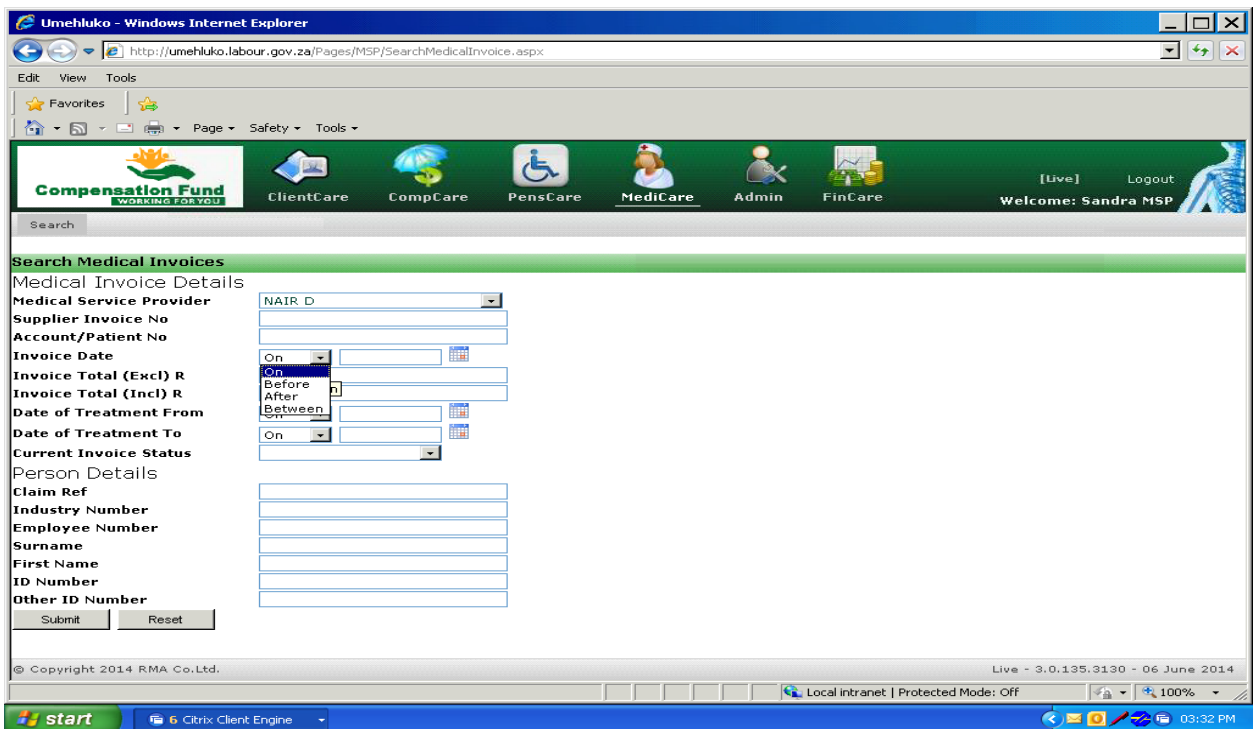 Umehluko - Windows Internet Explorer
http://umehluko.labour.gov.za/Pages/MSP/SearchMedicalInvoice.aspx
Edit View Tools
Favorites
Page Safety Tools
Compensation Fund
WORKING FOR YOU
ClientCare CompCare PensCare MediCare Admin FinCare
[Live] Logout
Welcome: Sandra MSP
Search
Search Medical Invoices
Medical Invoice Details
Medical Service Provider NAIR D
Supplier Invoice No
Account/Patient No
Invoice Date On
On
Invoice Total (Excl) R
Before
Invoice Total (Incl) R
After
Between
Date of Treatment From On
Date of Treatment To On
Current Invoice Status
Person Details
Claim Ref
Industry Number
Employee Number
Surname
First Name
ID Number
Other ID Number
Submit Reset
© Copyright 2014 RMA Co.Ltd. Live - 3.0.135.3130 - 06 June 2014
Local intranet | Protected Mode: Off 100%
start 6 Citrix Client Engine 03:32 PM